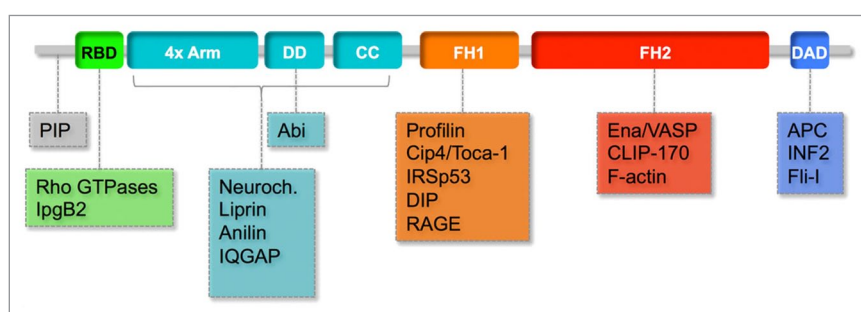 RBD 4x Arm DD CC FH1 FH2 DAD
PIP
Rho GTPases
IpgB2
Abi
Neuroch.
Liprin
Anilin
IQGAP
Profilin
Cip4/Toca-1
IRSp53
DIP
RAGE
Ena/VASP
CLIP-170
F-actin
APC
INF2
Fli-I